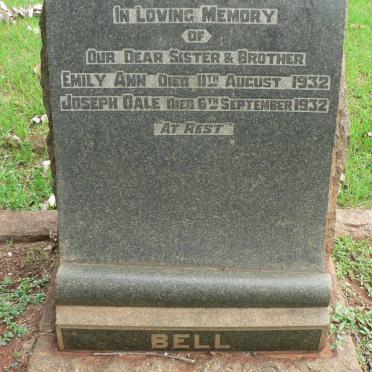 In Loving Memory
of
Our Dear Sister & Brother
Emily Ann Died 11th August 1932
Joseph Dale Died 6th September 1932
At Rest
BELL